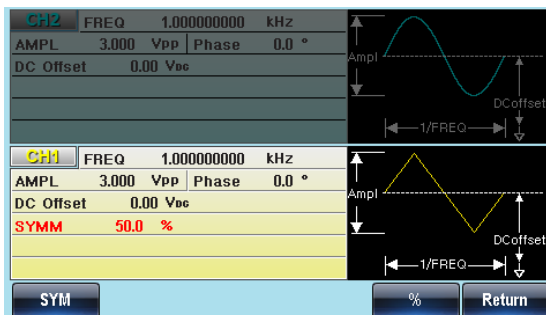 CH2 FREQ 1.000000000 kHz
AMPL 3.000 Vpp Phase 0.0 °
DC Offset 0.00 VDC
Ampl
DCoffset
1/FREQ
CH1 FREQ 1.000000000 kHz
AMPL 3.000 Vpp Phase 0.0 °
DC Offset 0.00 VDC
SYMM 50.0 %
Ampl
DCoffset
1/FREQ
SYM % Return